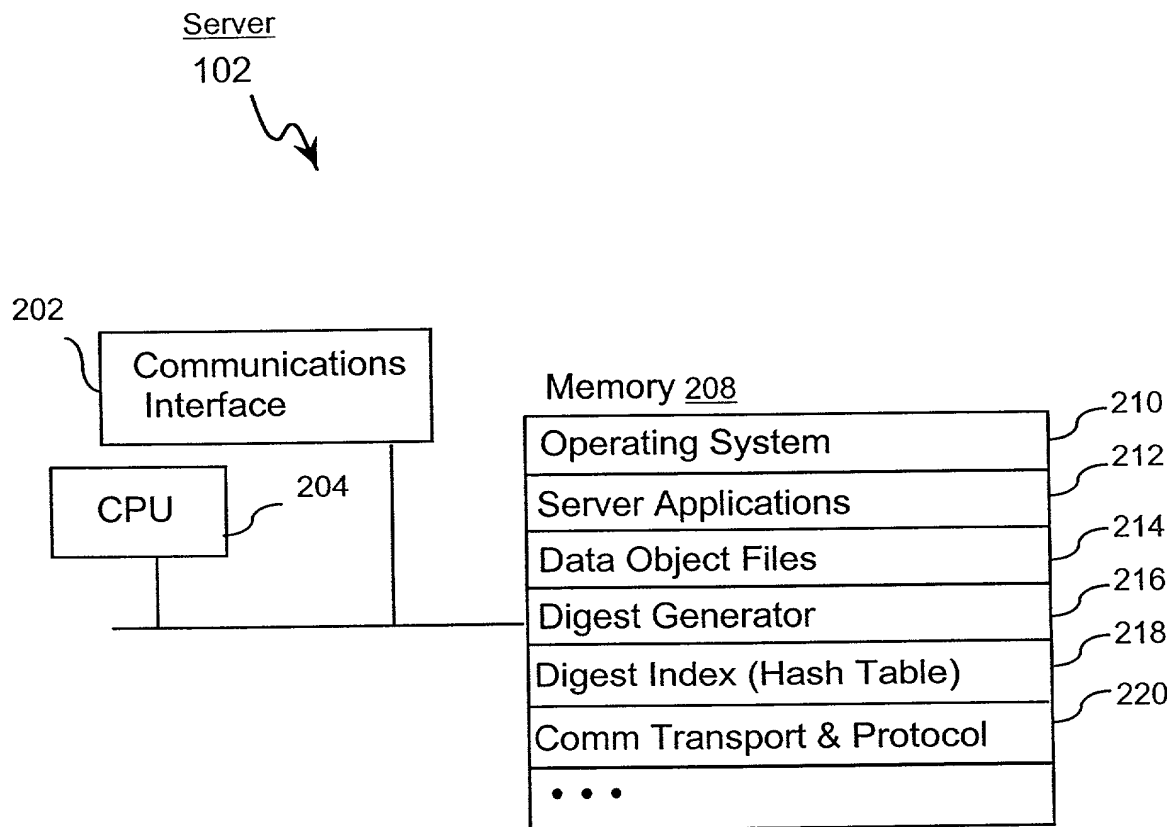 Server
102
202
Communications
Interface
CPU
204
Memory 208
Operating System
210
Server Applications
212
Data Object Files
214
Digest Generator
216
Digest Index (Hash Table)
218
Comm Transport & Protocol
220
• • •